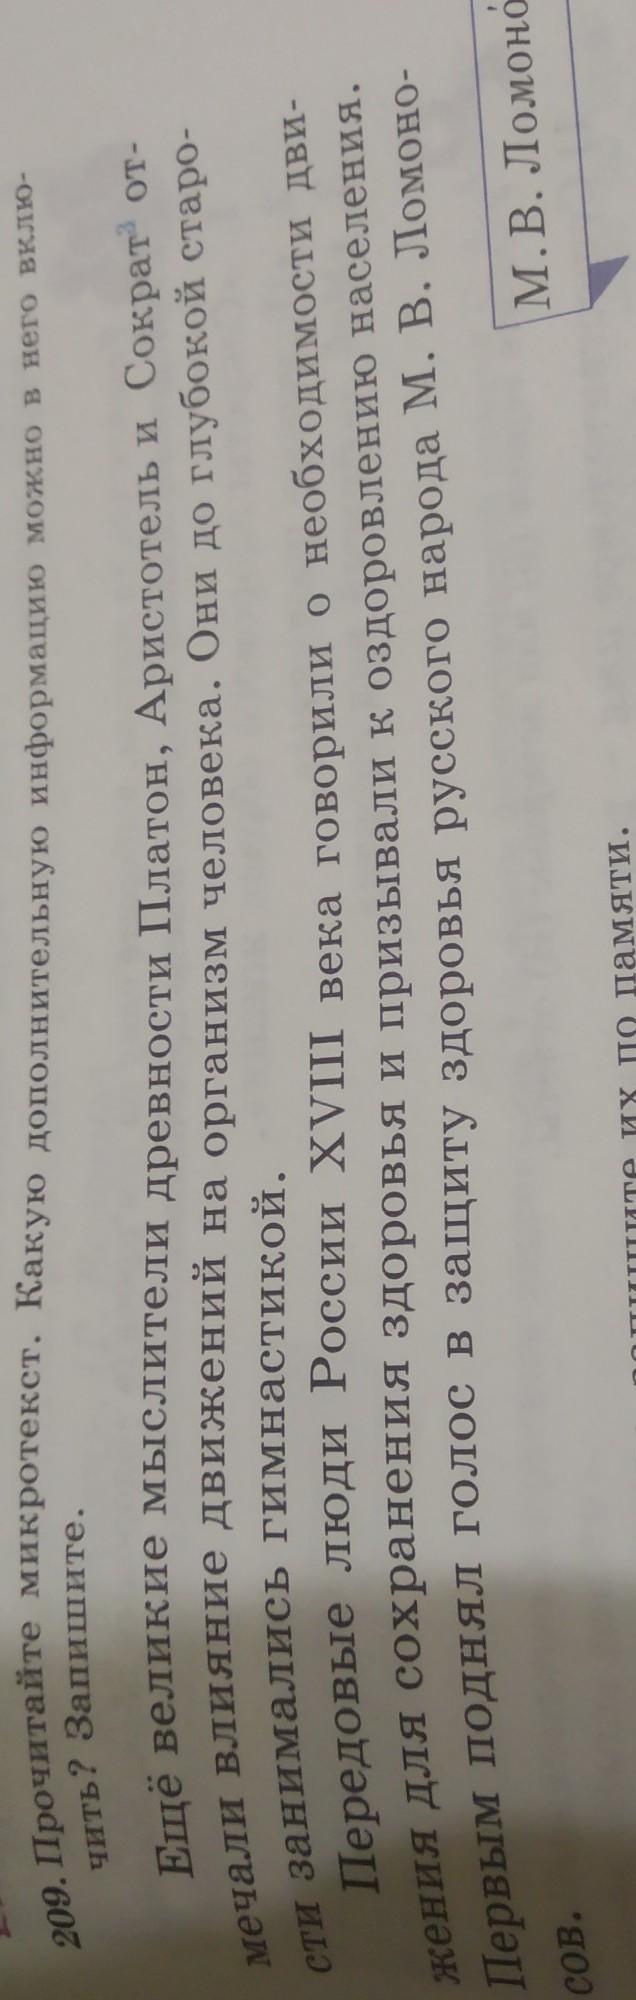 209. Прочитайте микротекст. Какую дополнительную информацию можно в него вклю-
чить? Запишите.
Ещё великие мыслители древности Платон, Аристотель и Сократ³ от-
мечали влияние движений на организм человека. Они до глубокой старо-
сти занимались гимнастикой.
Передовые люди России XVIII века говорили о необходимости дви-
жения для сохранения здоровья и призывали к оздоровлению населения.
Первым поднял голос в защиту здоровья русского народа М. В. Ломоно-
сов.
М. В. Ломоно́
их по памяти.